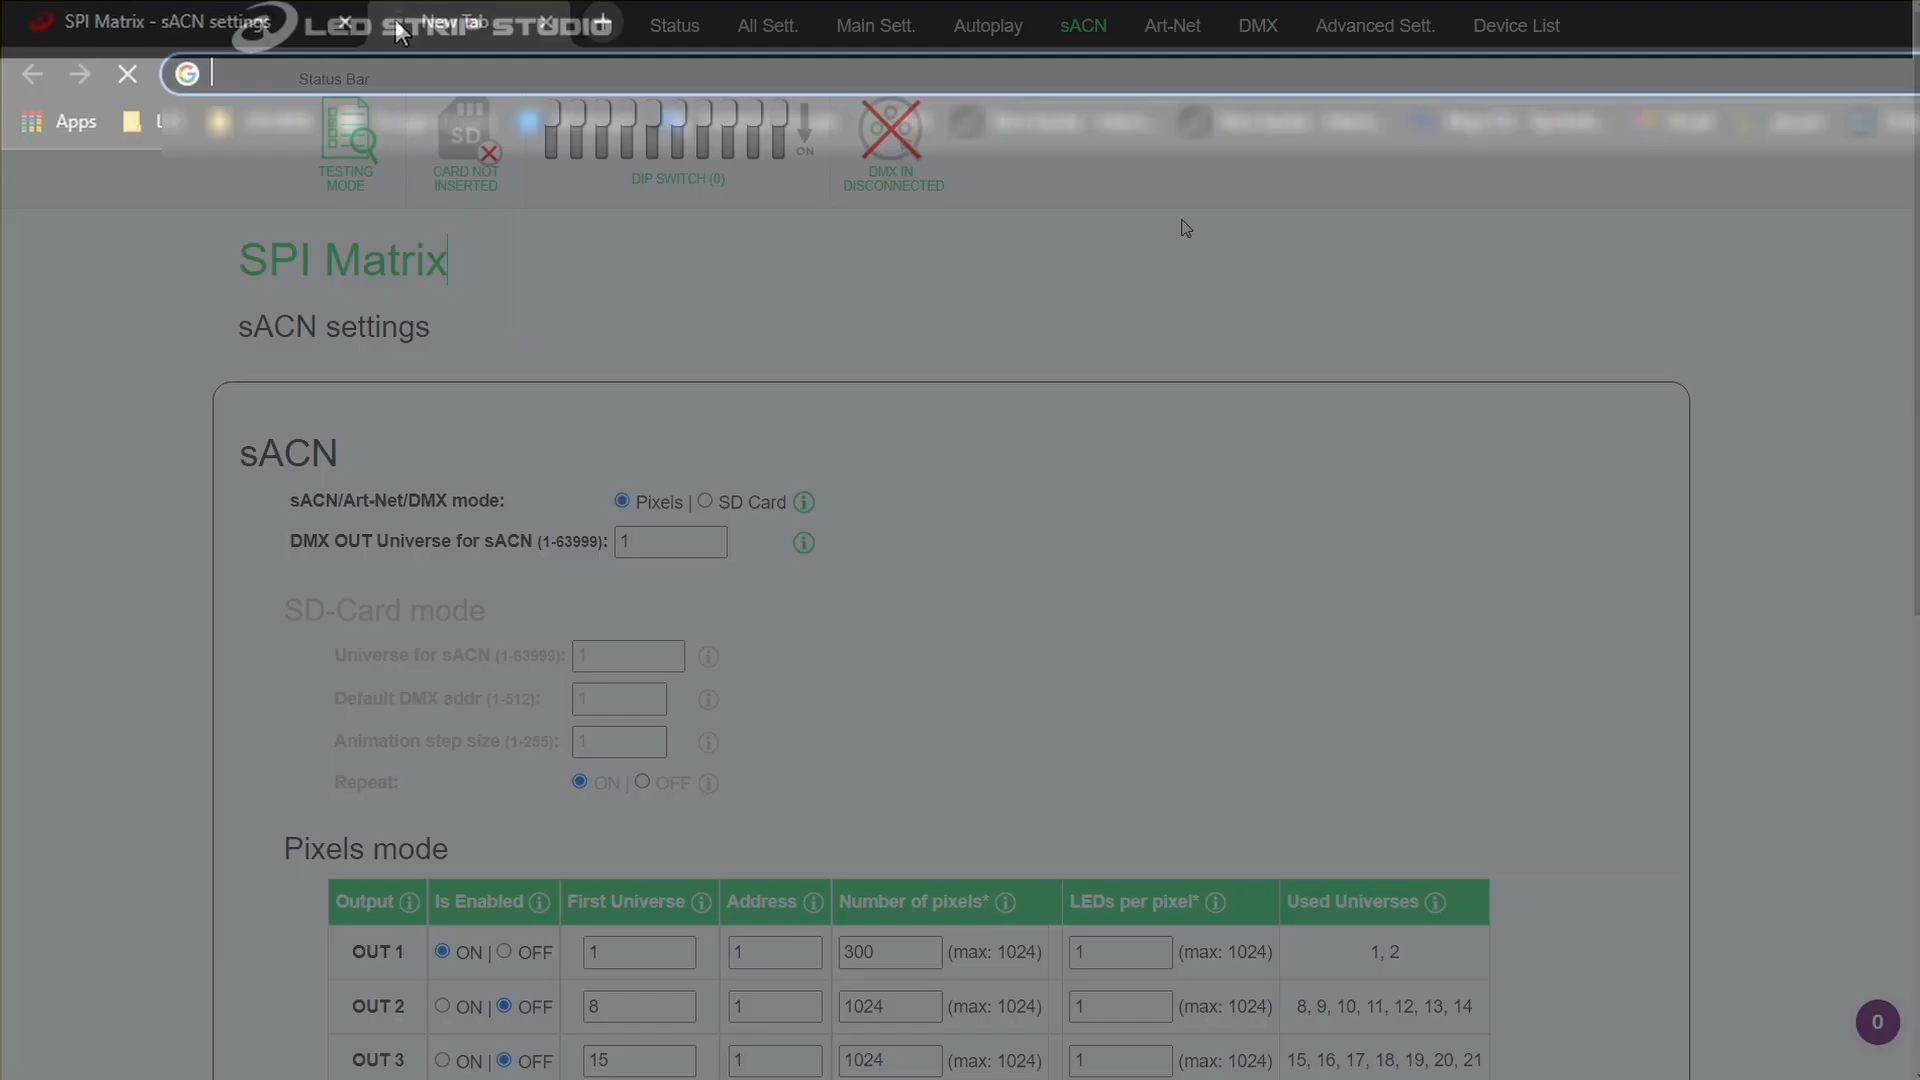 SPI Matrix - sACN settings
New Tab
LED STRIP STUDIO
Status
All Sett.
Main Sett.
Autoplay
sACN
Art-Net
DMX
Advanced Sett.
Device List
Status Bar
Apps
SD
ON
TESTING
MODE
CARD NOT
INSERTED
DIP SWITCH (0)
DMX IN
DISCONNECTED
SPI Matrix
sACN settings
sACN
sACN/Art-Net/DMX mode: Pixels | SD Card
DMX OUT Universe for sACN (1-63999): 1
SD-Card mode
Universe for sACN (1-63999): 1
Default DMX addr (1-512): 1
Animation step size (1-255): 1
Repeat: ON | OFF
Pixels mode
Output Is Enabled First Universe Address Number of pixels* LEDs per pixel* Used Universes
OUT 1 ON | OFF 1 1 300 (max: 1024) 1 (max: 1024) 1, 2
OUT 2 ON | OFF 8 1 1024 (max: 1024) 1 (max: 1024) 8, 9, 10, 11, 12, 13, 14
OUT 3 ON | OFF 15 1 1024 (max: 1024) 1 (max: 1024) 15, 16, 17, 18, 19, 20, 21
0